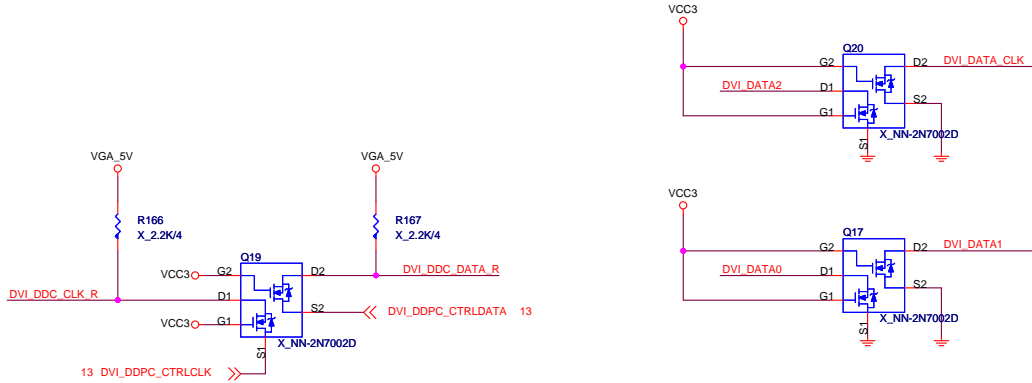 VCC3
Q20
G2
D2
DVI_DATA_CLK
DVI_DATA2
D1
S2
G1
X_NN-2N7002D
S1
VGA_5V
VGA_5V
R166
X_2.2K/4
R167
X_2.2K/4
Q19
VCC3
G2
D2
DVI_DDC_DATA_R
DVI_DDC_CLK_R
D1
S2
DVI_DDPC_CTRLDATA 13
VCC3
G1
X_NN-2N7002D
S1
13 DVI_DDPC_CTRLCLK
VCC3
Q17
G2
D2
DVI_DATA1
DVI_DATA0
D1
S2
G1
X_NN-2N7002D
S1